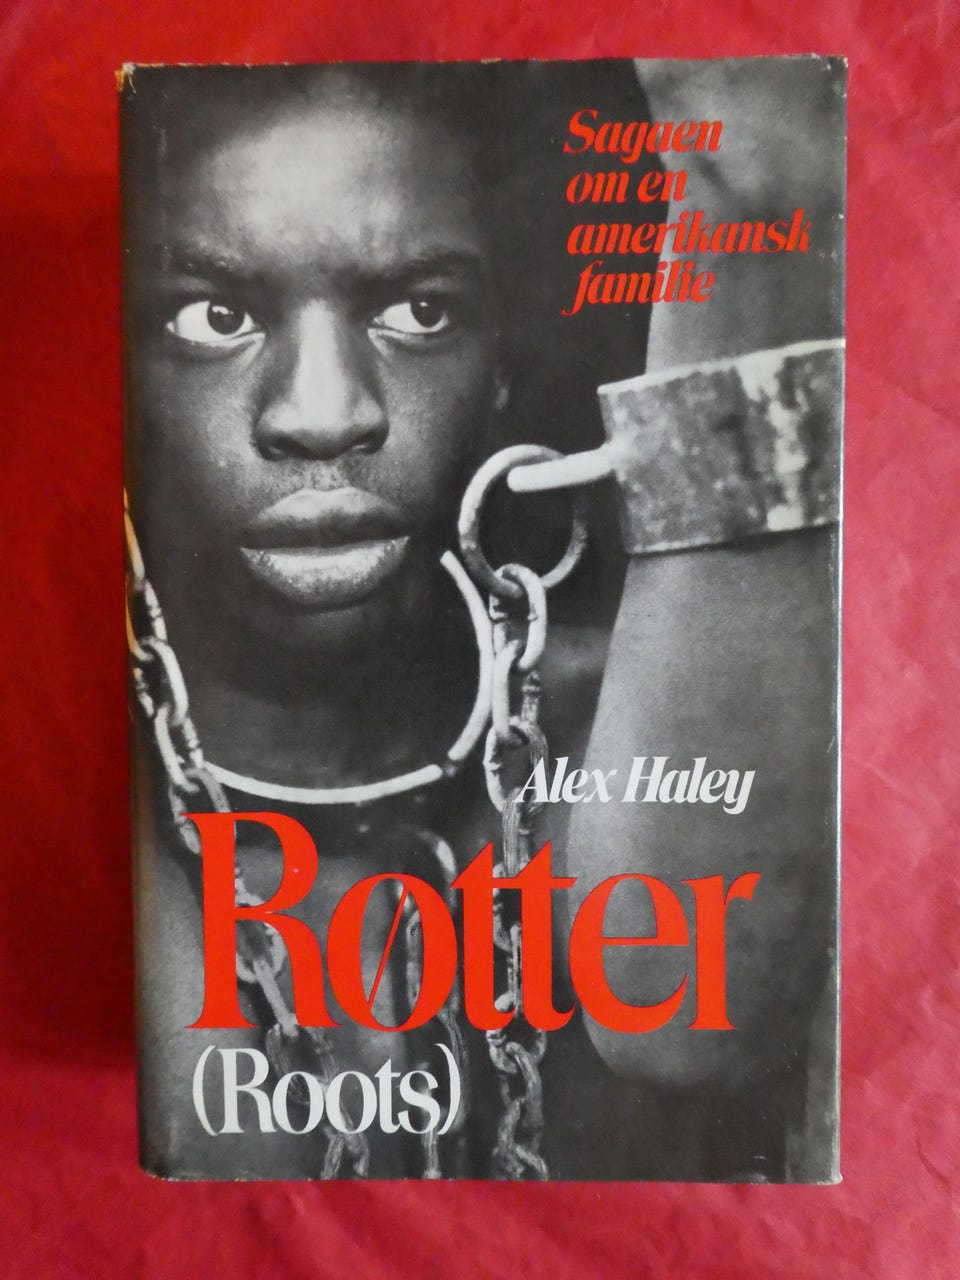 Sagaen
om en
amerikansk
familie
Alex Haley
Røtter
(Roots)